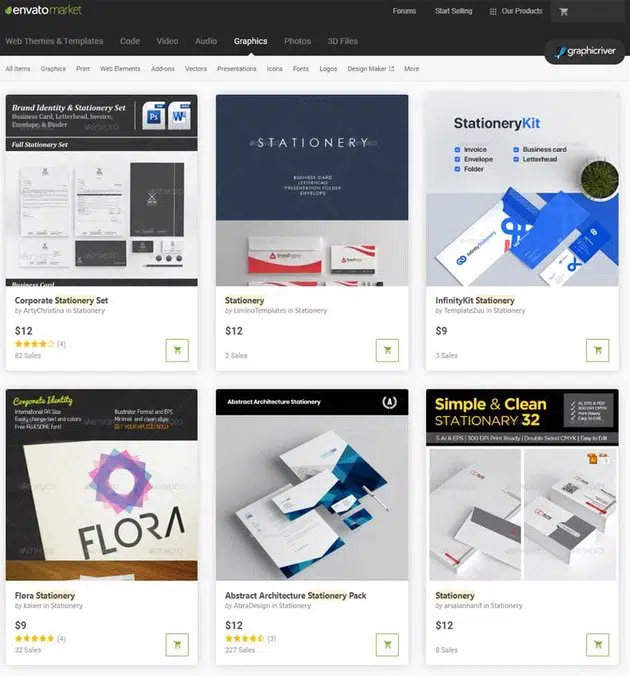 envatomarket
Forums
Start Selling
Our Products
Web Themes & Templates
Code
Video
Audio
Graphics
Photos
3D Files
graphicriver
All Items
Graphics
Print
Web Elements
Add-ons
Vectors
Presentations
Icons
Fonts
Logos
Design Maker
More
Brand Identity & Stationery Set
Business Card, Letterhead, Invoice,
Envelope, & Binder
Ps
W
Full Stationary Set
Business Card
Corporate Stationery Set
by ArtyChristina in Stationery
$12
(4)
82 Sales
STATIONERY
BUSINESS CARD
LETTERHEAD
PRESENTATION FOLDER
ENVELOPE
Stationery
by LiminoTemplates in Stationery
$12
2 Sales
StationeryKit
Invoice
Business card
Envelope
Letterhead
Folder
InfinityStationery
InfinityKit Stationery
by TemplateZuu in Stationery
$9
3 Sales
Corporate Identity
International A4 Size
Easily change text and colors
Free AWESOME font!
Illustrator Format and EPS
Minimal and clean style
GET YOUR XPLOOD NOW!
FLORA
Flora Stationery
by kaixer in Stationery
$9
(4)
32 Sales
Abstract Architecture Stationery
A
Abstract Architecture Stationery Pack
by AbraDesign in Stationery
$12
(3)
227 Sales
Simple & Clean
STATIONERY 32
AI, EPS & PDF
Print Ready
Easy to Edit
5 AI & EPS | 300 DPI Print Ready | Double Sided CMYK | Easy to Edit
Stationery
by arsalanhanif in Stationery
$12
8 Sales